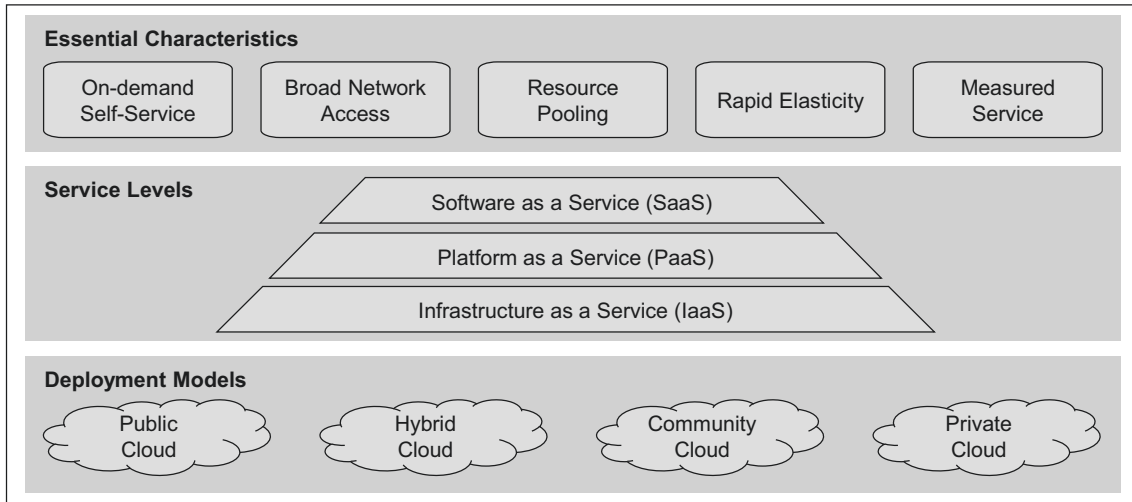 Essential Characteristics
On-demand
Self-Service
Broad Network
Access
Resource
Pooling
Rapid Elasticity
Measured
Service
Service Levels
Software as a Service (SaaS)
Platform as a Service (PaaS)
Infrastructure as a Service (IaaS)
Deployment Models
Public
Cloud
Hybrid
Cloud
Community
Cloud
Private
Cloud